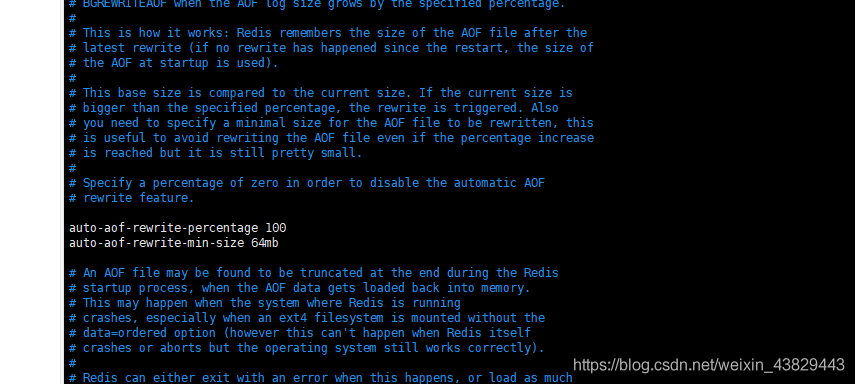 # BGREWRITEAOF when the AOF log size grows by the specified percentage.
#
# This is how it works: Redis remembers the size of the AOF file after the
# latest rewrite (if no rewrite has happened since the restart, the size of
# the AOF at startup is used).
#
# This base size is compared to the current size. If the current size is
# bigger than the specified percentage, the rewrite is triggered. Also
# you need to specify a minimal size for the AOF file to be rewritten, this
# is useful to avoid rewriting the AOF file even if the percentage increase
# is reached but it is still pretty small.
#
# Specify a percentage of zero in order to disable the automatic AOF
# rewrite feature.
auto-aof-rewrite-percentage 100
auto-aof-rewrite-min-size 64mb
# An AOF file may be found to be truncated at the end during the Redis
# startup process, when the AOF data gets loaded back into memory.
# This may happen when the system where Redis is running
# crashes, especially when an ext4 filesystem is mounted without the
# data=ordered option (however this can't happen when Redis itself
# crashes or aborts but the operating system still works correctly).
#
# Redis can either exit with an error when this happens, or load as much
https://blog.csdn.net/weixin_43829443